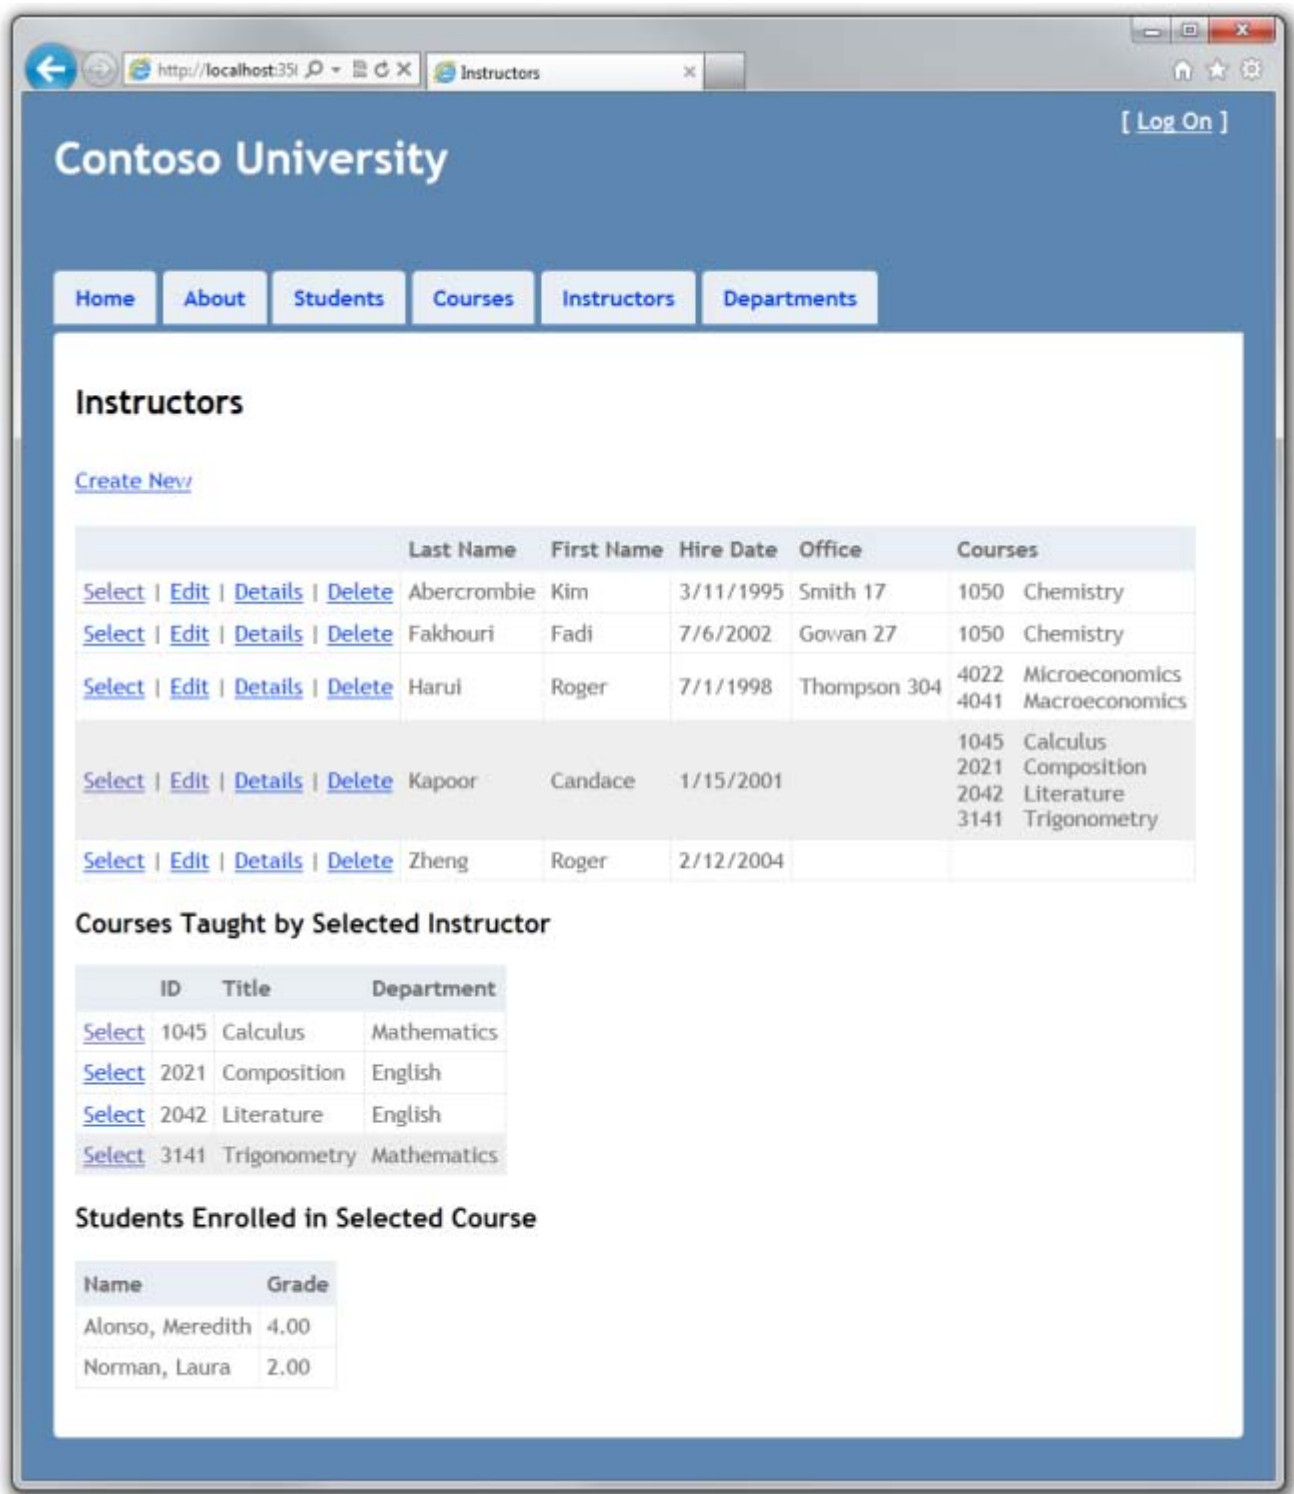 http://localhost:35(
Instructors
[ Log On ]
Contoso University
Home About Students Courses Instructors Departments
Instructors
Create New
Last Name First Name Hire Date Office Courses
Select | Edit | Details | Delete Abercrombie Kim 3/11/1995 Smith 17 1050 Chemistry
Select | Edit | Details | Delete Fakhouri Fadi 7/6/2002 Gowan 27 1050 Chemistry
Select | Edit | Details | Delete Harui Roger 7/1/1998 Thompson 304 4022 Microeconomics
4041 Macroeconomics
Select | Edit | Details | Delete Kapoor Candace 1/15/2001 1045 Calculus
2021 Composition
2042 Literature
3141 Trigonometry
Select | Edit | Details | Delete Zheng Roger 2/12/2004
Courses Taught by Selected Instructor
ID Title Department
Select 1045 Calculus Mathematics
Select 2021 Composition English
Select 2042 Literature English
Select 3141 Trigonometry Mathematics
Students Enrolled in Selected Course
Name Grade
Alonso, Meredith 4.00
Norman, Laura 2.00